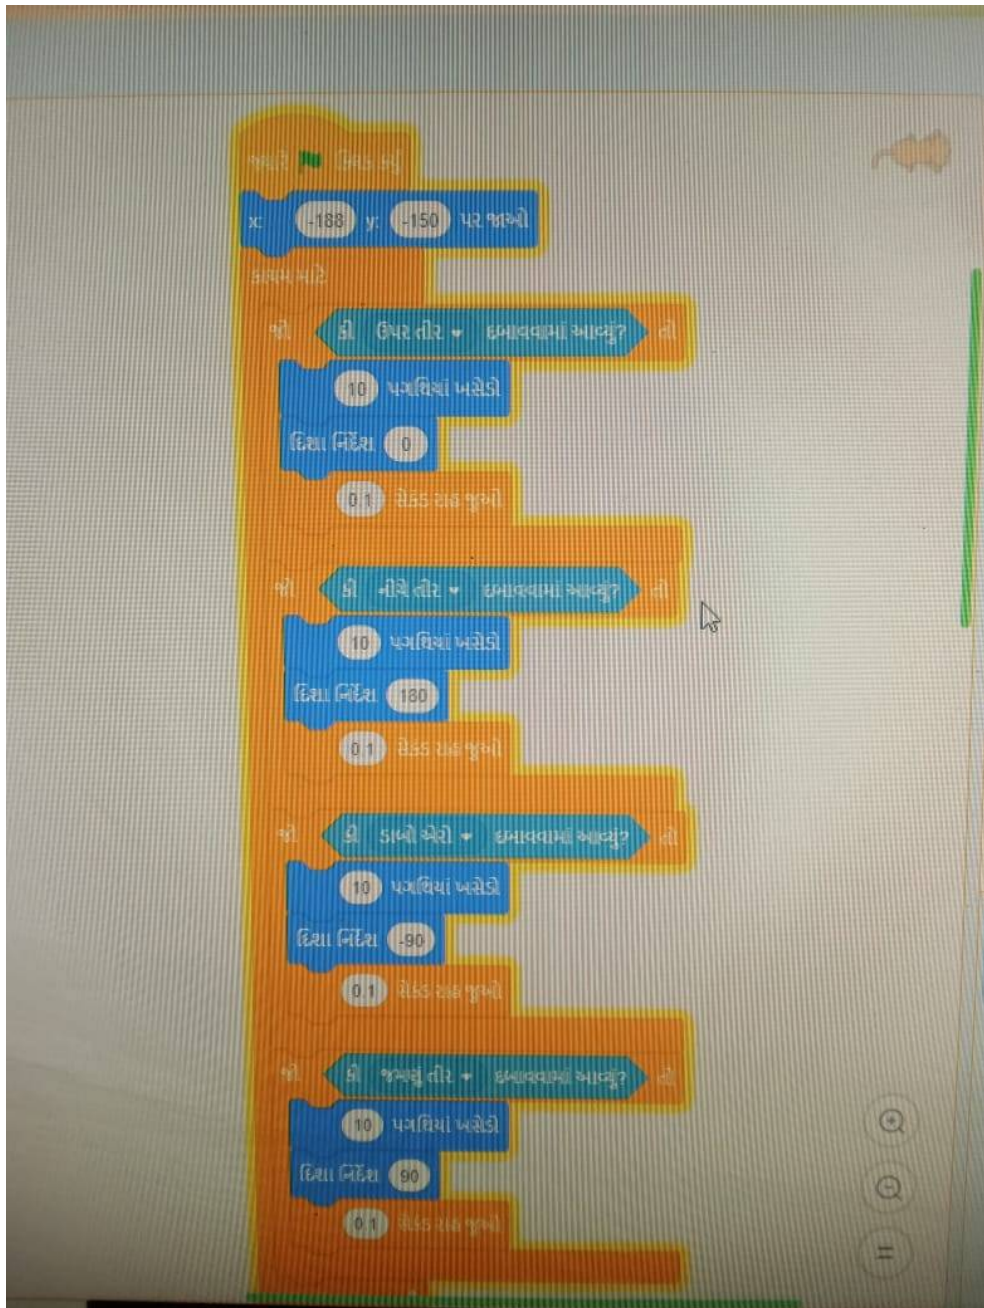 જ્યારે ક્લિક કર્યું
x: -188 y: -150 પર જાઓ
કાયમ માટે
જો કી ઉપર તીર દબાવવામાં આવ્યું? તો
10 પગથિયાં ખસેડો
દિશા નિર્દેશ 0
0.1 સેકંડ રાહ જુઓ
જો કી નીચે તીર દબાવવામાં આવ્યું? તો
10 પગથિયાં ખસેડો
દિશા નિર્દેશ 180
0.1 સેકંડ રાહ જુઓ
જો કી ડાબો એરો દબાવવામાં આવ્યું? તો
10 પગથિયાં ખસેડો
દિશા નિર્દેશ -90
0.1 સેકંડ રાહ જુઓ
જો કી જમણું તીર દબાવવામાં આવ્યું? તો
10 પગથિયાં ખસેડો
દિશા નિર્દેશ 90
0.1 સેકંડ રાહ જુઓ